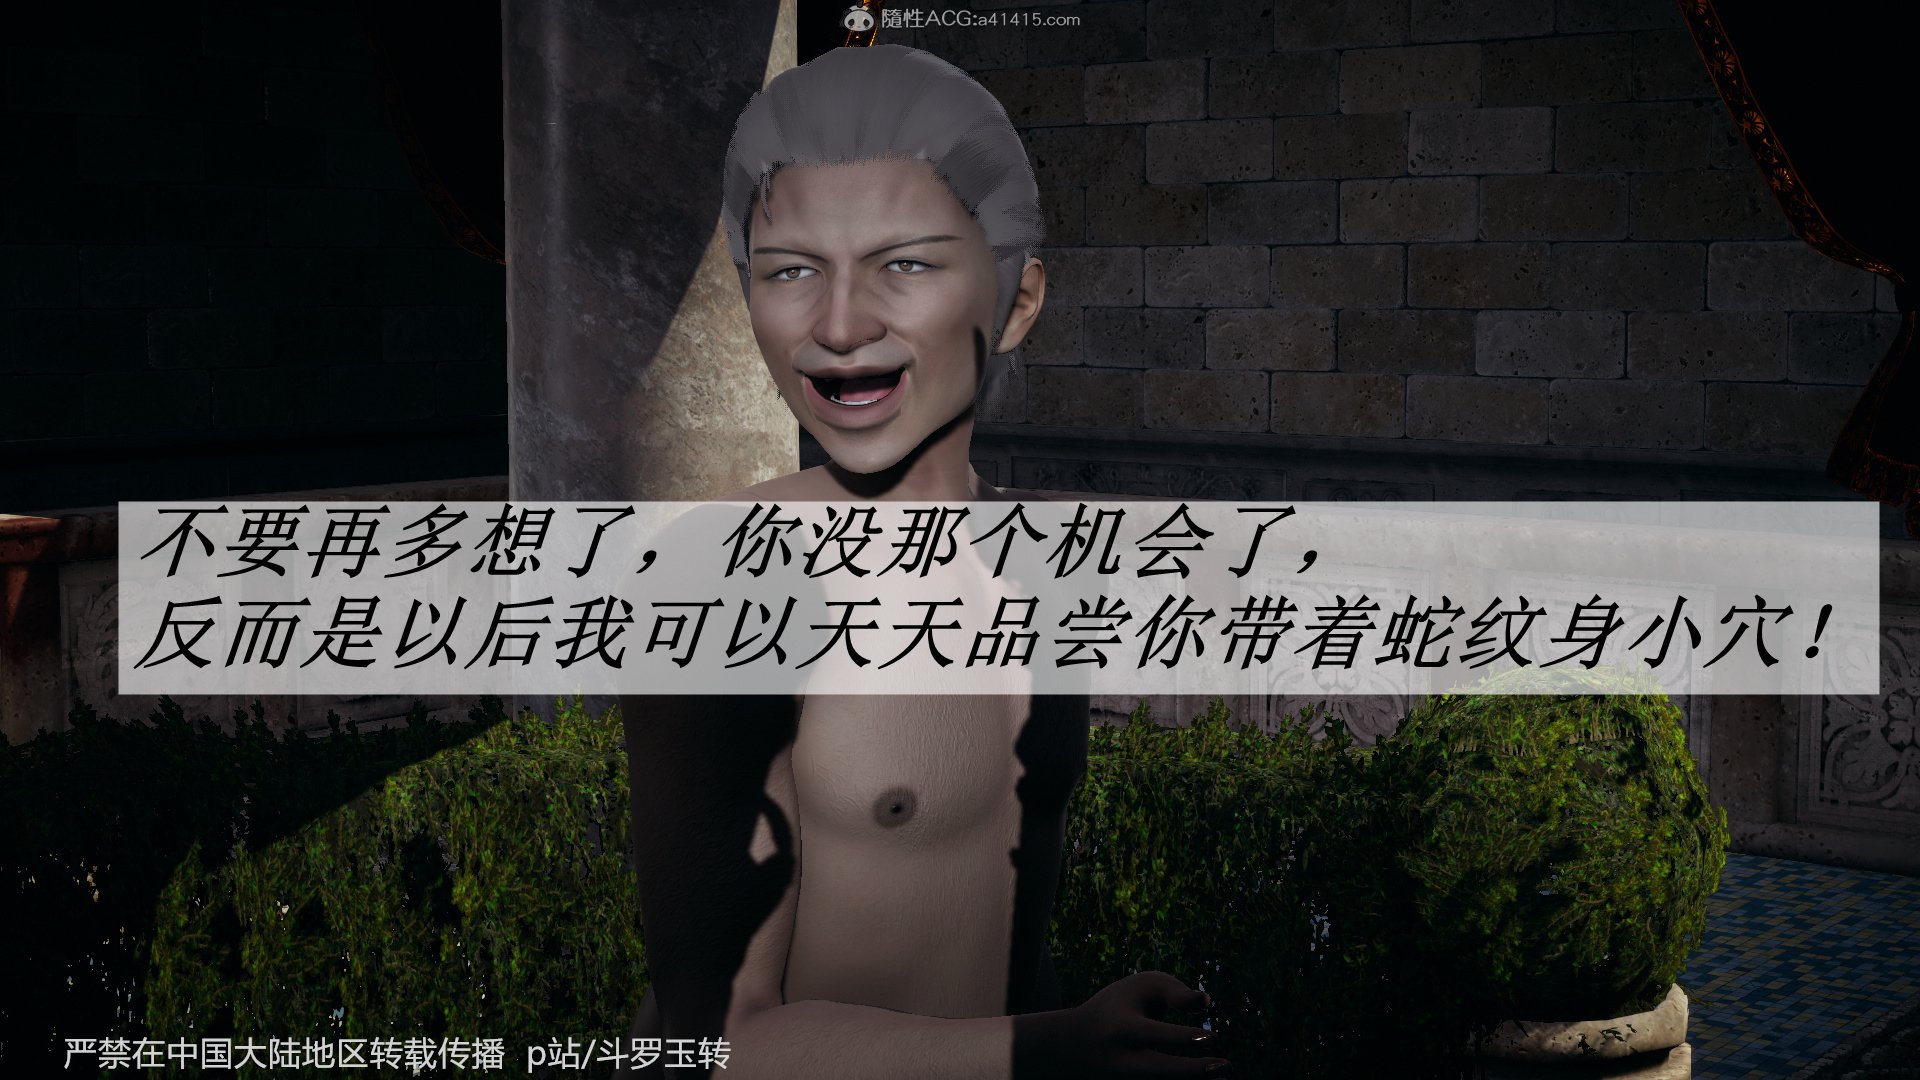 隨性ACG:a41415.com
不要再多想了，你没那个机会了，
反而是以后我可以天天品尝你带着蛇纹身小穴！
严禁在中国大陆地区转载传播 p站/斗罗玉转